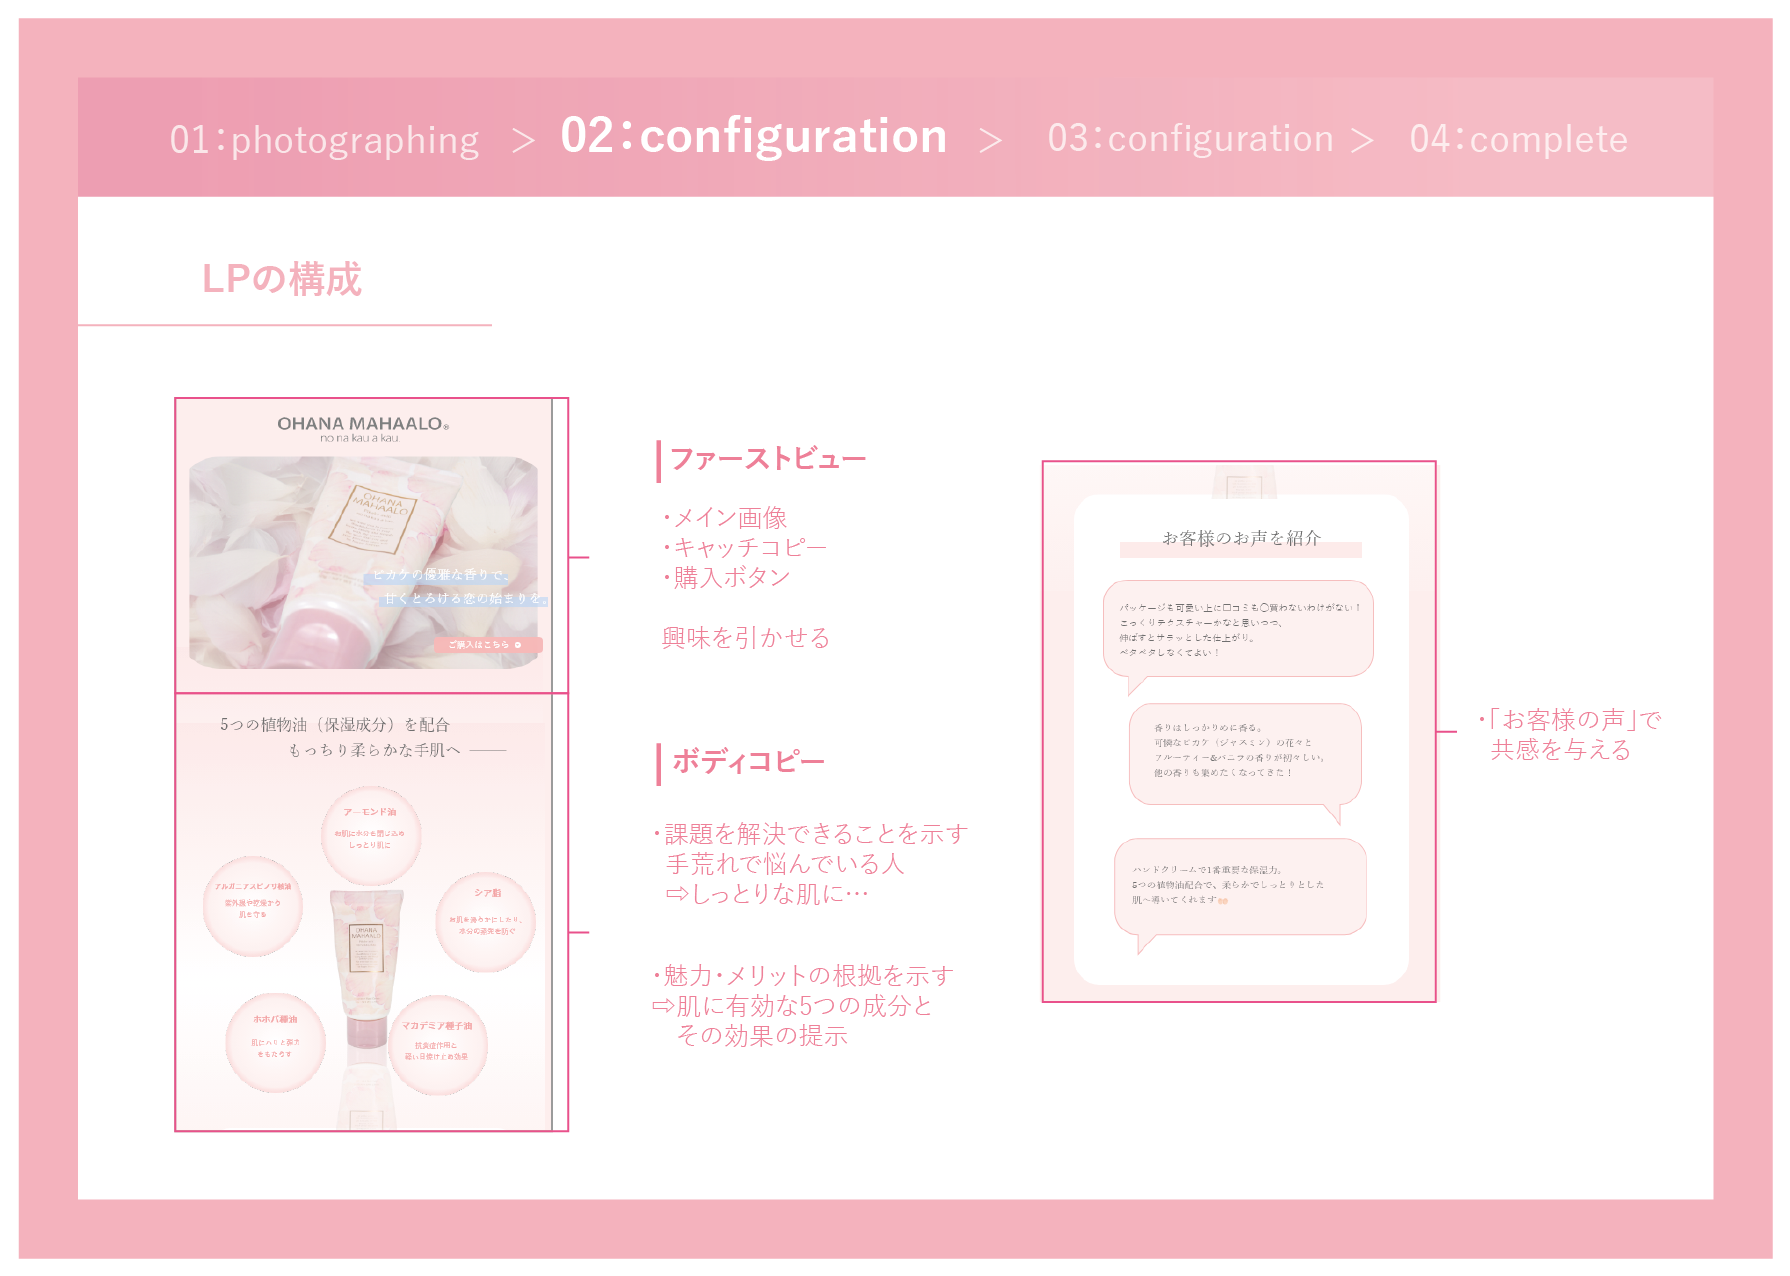 01：photographing ＞ 02：configuration ＞ 03：configuration ＞ 04：complete
LPの構成
OHANA MAHAALO®
no na kau a kau.
OHANA
MAHAALO
ピカケの優雅な香りで、
甘くとろける恋の始まりを。
ご購入はこちら
5つの植物油（保湿成分）を配合
もっちり柔らかな手肌へ
アーモンド油
お肌に水分を閉じ込め
しっとり肌に
アルガニアスピノサ核油
紫外線や乾燥から
肌を守る
シア脂
お肌を滑らかにしたり、
水分の蒸発を防ぐ
OHANA
MAHAALO
ホホバ種油
肌にハリと弾力
をもたらす
マカデミア種子油
抗炎症作用と
軽い日焼け止め効果
ファーストビュー
・メイン画像
・キャッチコピー
・購入ボタン
興味を引かせる
ボディコピー
・課題を解決できることを示す
手荒れで悩んでいる人
⇨しっとりな肌に…
・魅力・メリットの根拠を示す
⇨肌に有効な5つの成分と
その効果の提示
お客様のお声を紹介
パッケージも可愛い上に口コミも◯買わないわけがない！
こっくりテクスチャーかなと思いつつ、
伸ばすとサラッとした仕上がり。
ベタベタしなくてよい！
香りはしっかりめに香る。
可憐なピカケ（ジャスミン）の花々と
フルーティー&バニラの香りが初々しい。
他の香りも集めたくなってきた！
ハンドクリームで1番重要な保湿力。
5つの植物油配合で、柔らかでしっとりとした
肌へ導いてくれます
・「お客様の声」で
共感を与える